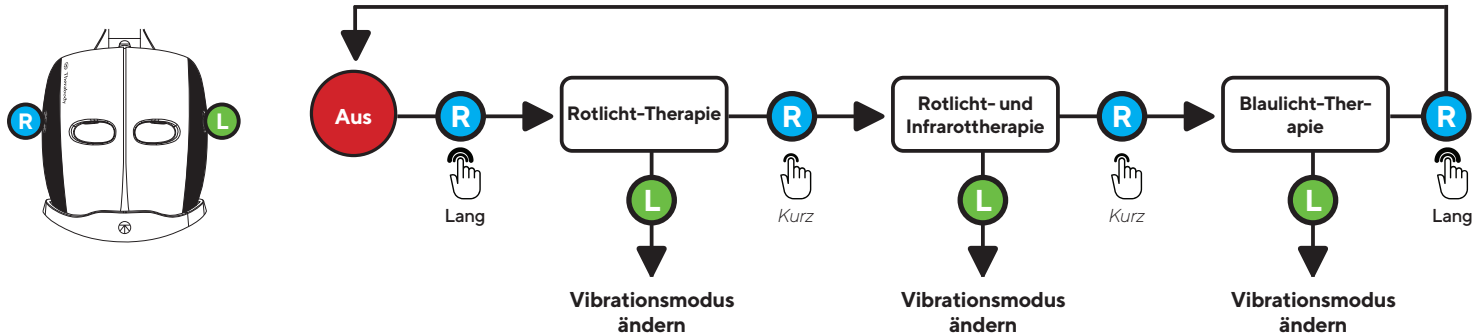 Therabody
R
L
Aus
R
Rotlicht-Therapie
R
Rotlicht- und
Infrarottherapie
R
Blaulicht-Ther-
apie
R
Lang
L
Kurz
L
Kurz
L
Lang
Vibrationsmodus
ändern
Vibrationsmodus
ändern
Vibrationsmodus
ändern